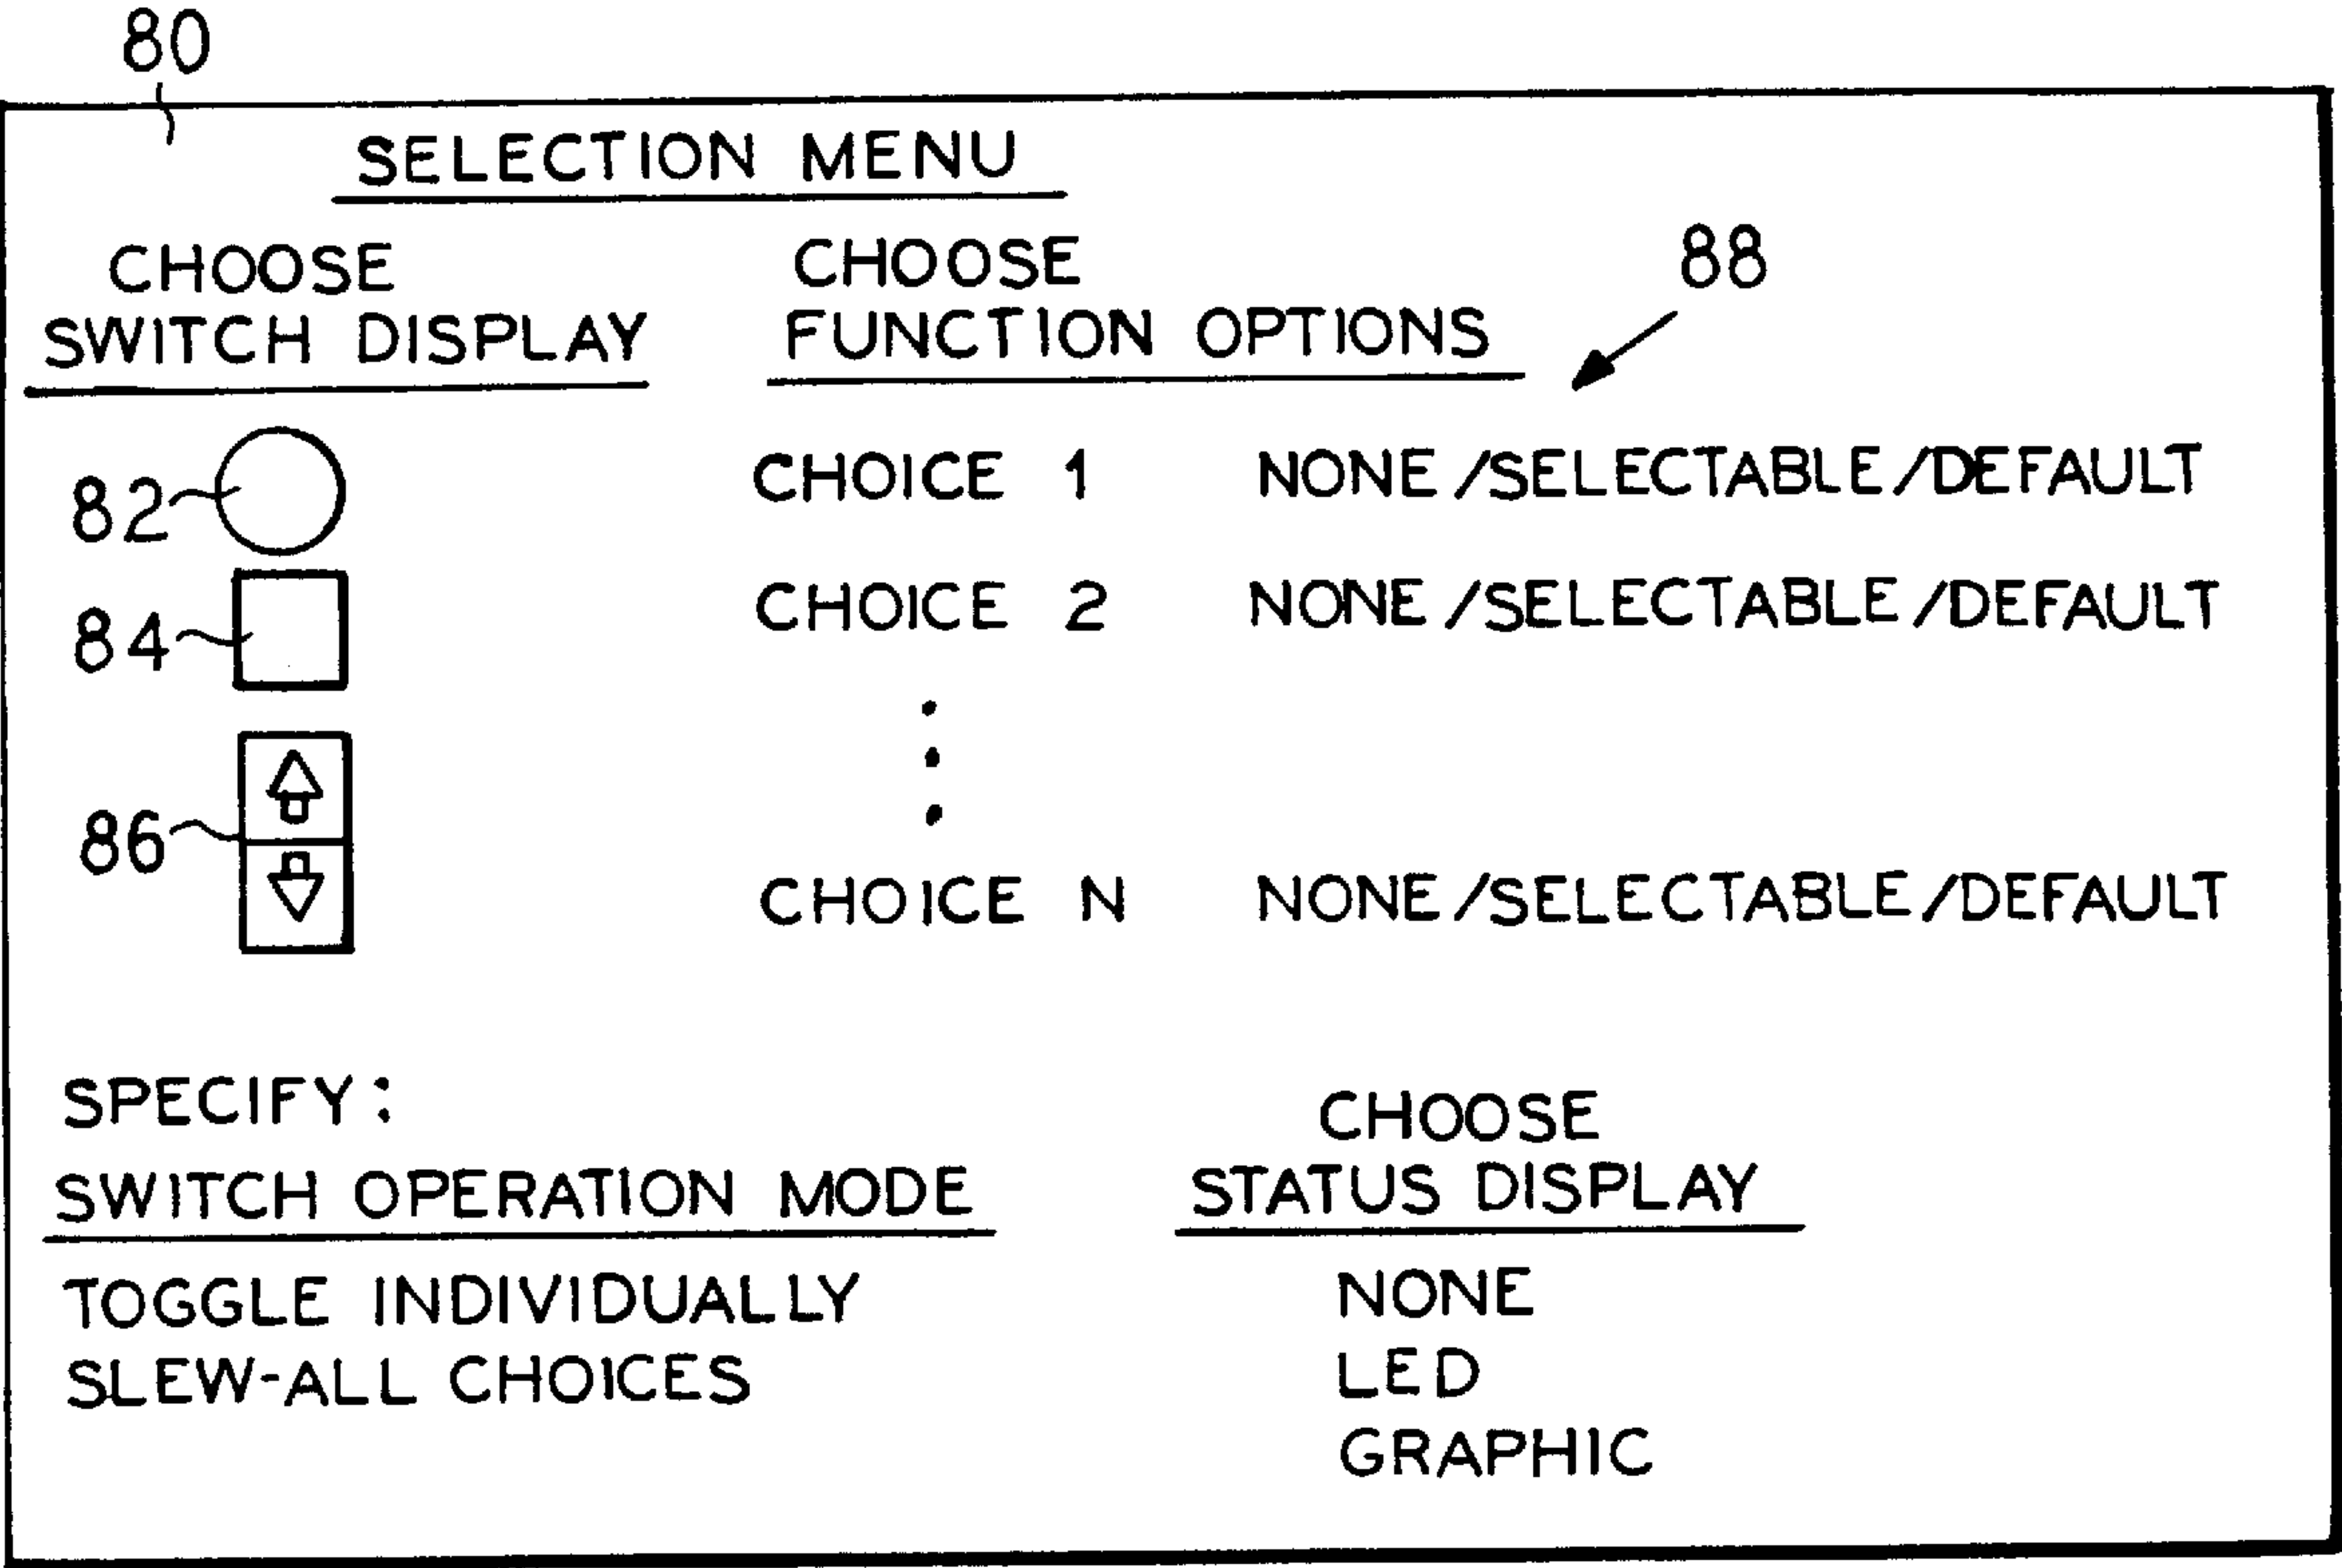 80
SELECTION MENU
CHOOSE
SWITCH DISPLAY
CHOOSE
FUNCTION OPTIONS
88
82
CHOICE 1 NONE/SELECTABLE/DEFAULT
84
CHOICE 2 NONE/SELECTABLE/DEFAULT
86
CHOICE N NONE/SELECTABLE/DEFAULT
SPECIFY:
SWITCH OPERATION MODE
TOGGLE INDIVIDUALLY
SLEW-ALL CHOICES
CHOOSE
STATUS DISPLAY
NONE
LED
GRAPHIC